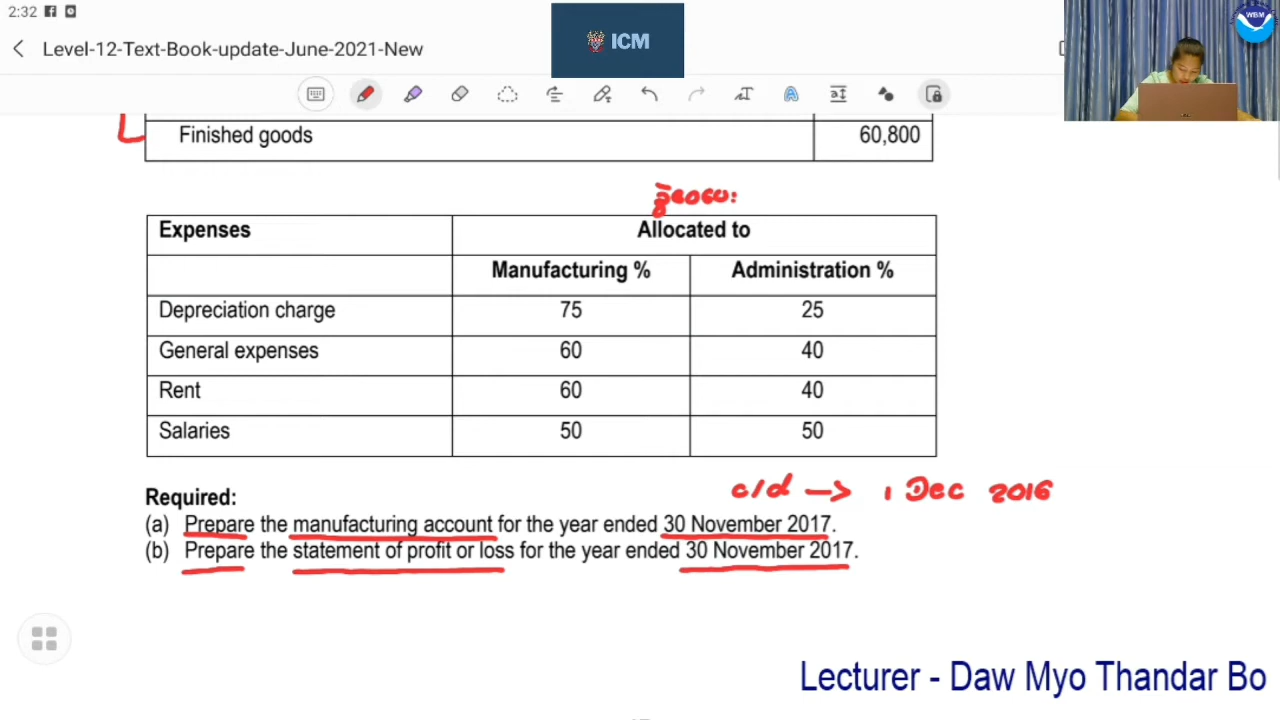 2:32
Level-12-Text-Book-update-June-2021-New
ICM
WBM
Finished goods 60,800
Expenses Allocated to
Manufacturing % Administration %
Depreciation charge 75 25
General expenses 60 40
Rent 60 40
Salaries 50 50
c/d → 1 Dec 2016
Required:
(a) Prepare the manufacturing account for the year ended 30 November 2017.
(b) Prepare the statement of profit or loss for the year ended 30 November 2017.
Lecturer - Daw Myo Thandar Bo